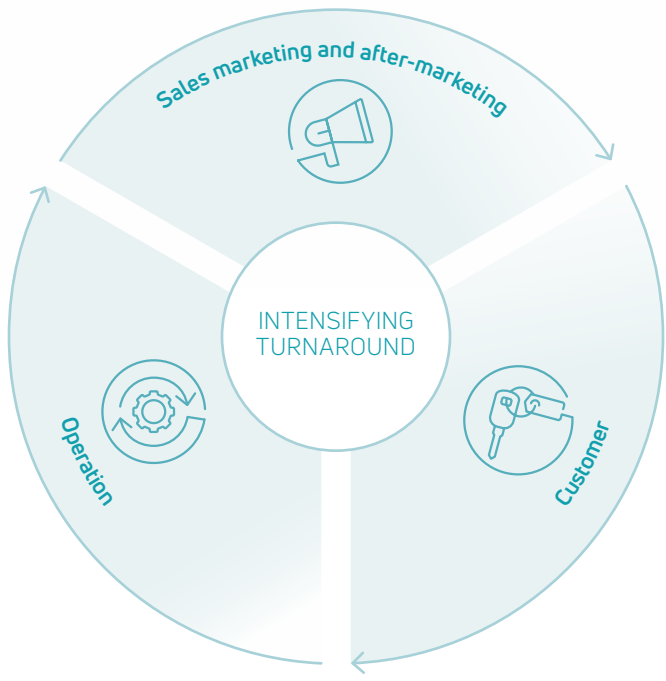 Sales marketing and after-marketing
INTENSIFYING
TURNAROUND
Operation
Customer